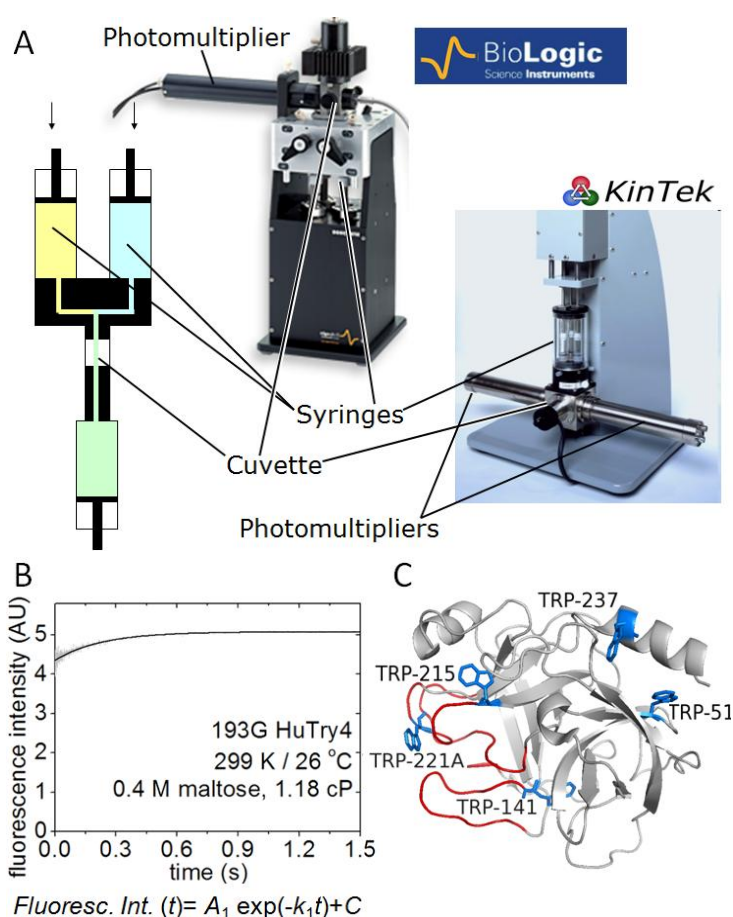 A
Photomultiplier
BioLogic
Science Instruments
KinTek
Syringes
Cuvette
Photomultipliers
B
fluorescence intensity (AU)
5
4
3
2
1
0
193G HuTry4
299 K / 26 °C
0.4 M maltose, 1.18 cP
0.0 0.3 0.6 0.9 1.2 1.5
time (s)
Fluoresc. Int. (t)= A₁ exp(-k₁t)+C
C
TRP-237
TRP-215
TRP-51
TRP-221A
TRP-141